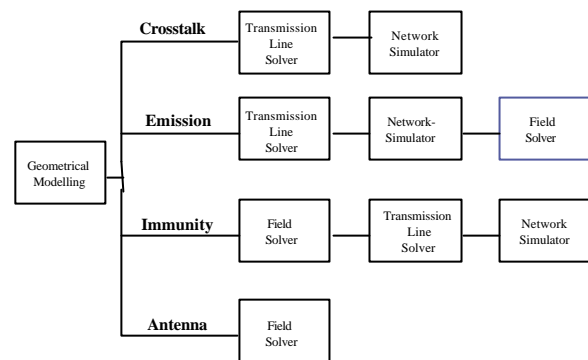 Crosstalk
Transmission
Line
Solver
Network
Simulator
Emission
Transmission
Line
Solver
Network-
Simulator
Field
Solver
Geometrical
Modelling
Immunity
Field
Solver
Transmission
Line
Solver
Network
Simulator
Antenna
Field
Solver